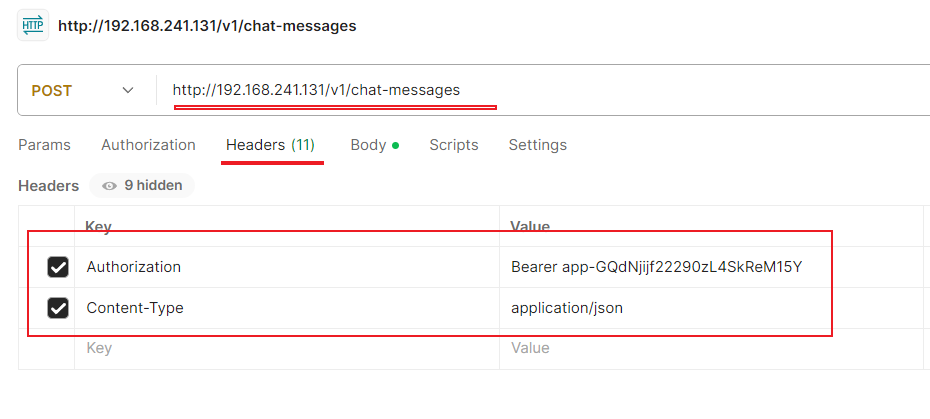 HTTP http://192.168.241.131/v1/chat-messages
POST http://192.168.241.131/v1/chat-messages
Params Authorization Headers (11) Body Scripts Settings
Headers 9 hidden
Key Value
Authorization Bearer app-GQdNjijf22290zL4SkReM15Y
Content-Type application/json
Key Value